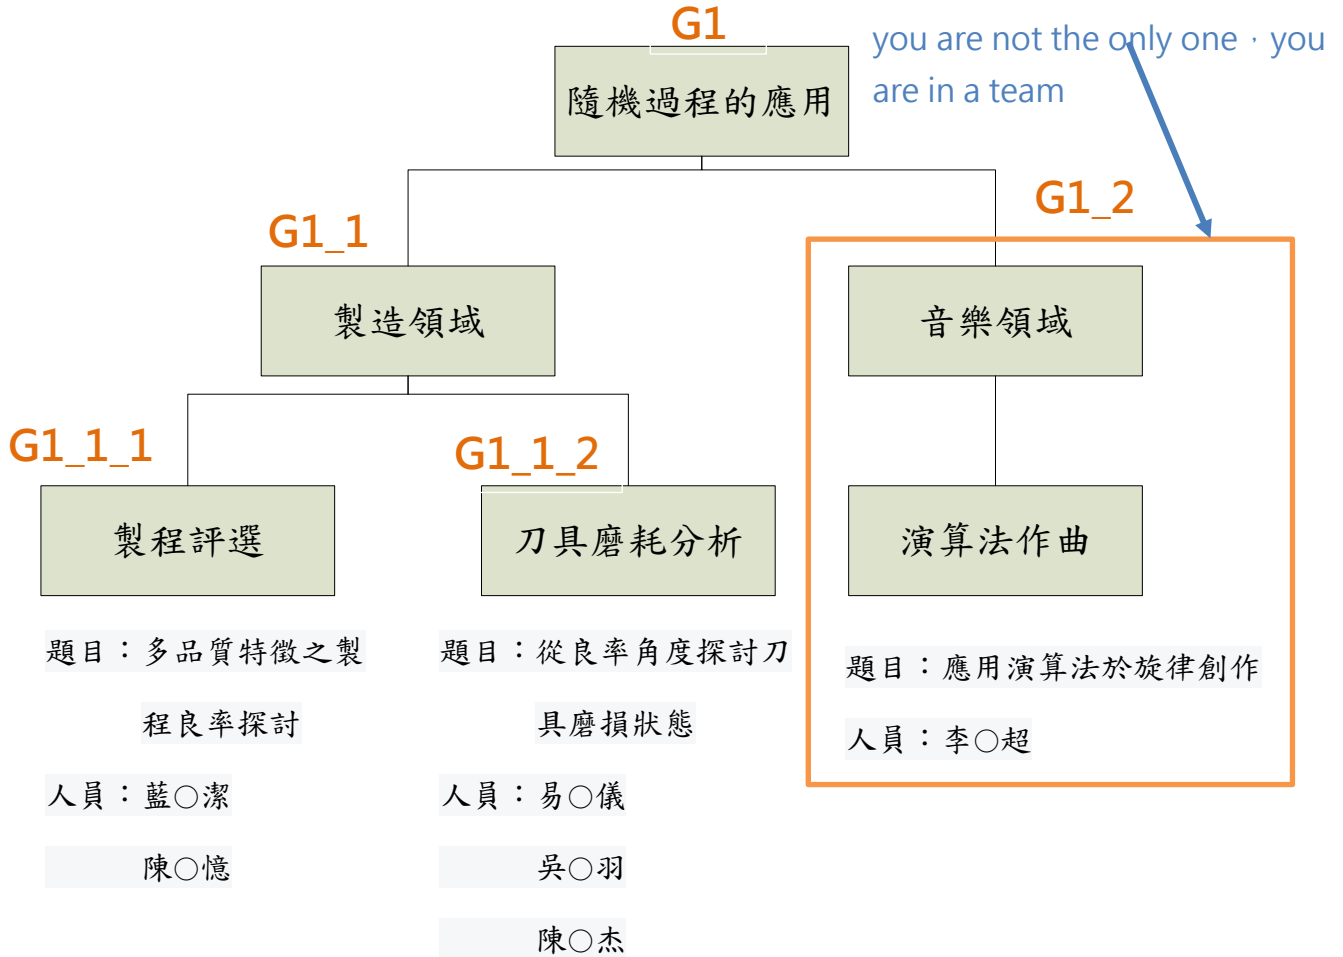 G1
you are not the only one，you
are in a team
隨機過程的應用
G1_1
G1_2
製造領域
音樂領域
G1_1_1
G1_1_2
製程評選
刀具磨耗分析
演算法作曲
題目：多品質特徵之製
程良率探討
人員：藍○潔
陳○憶
題目：從良率角度探討刀
具磨損狀態
人員：易○儀
吳○羽
陳○杰
題目：應用演算法於旋律創作
人員：李○超